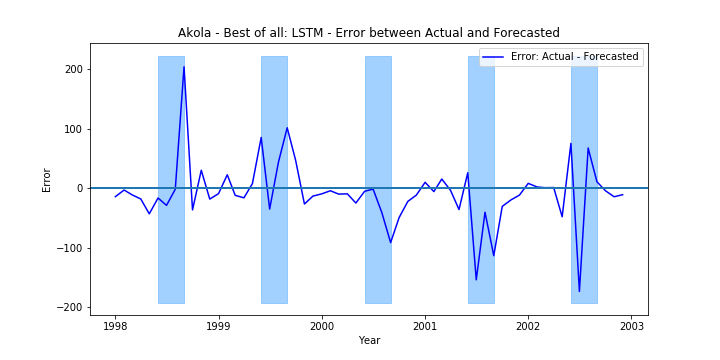 Akola - Best of all: LSTM - Error between Actual and Forecasted
Error: Actual - Forecasted
200
100
0
−100
−200
Error
1998
1999
2000
2001
2002
2003
Year